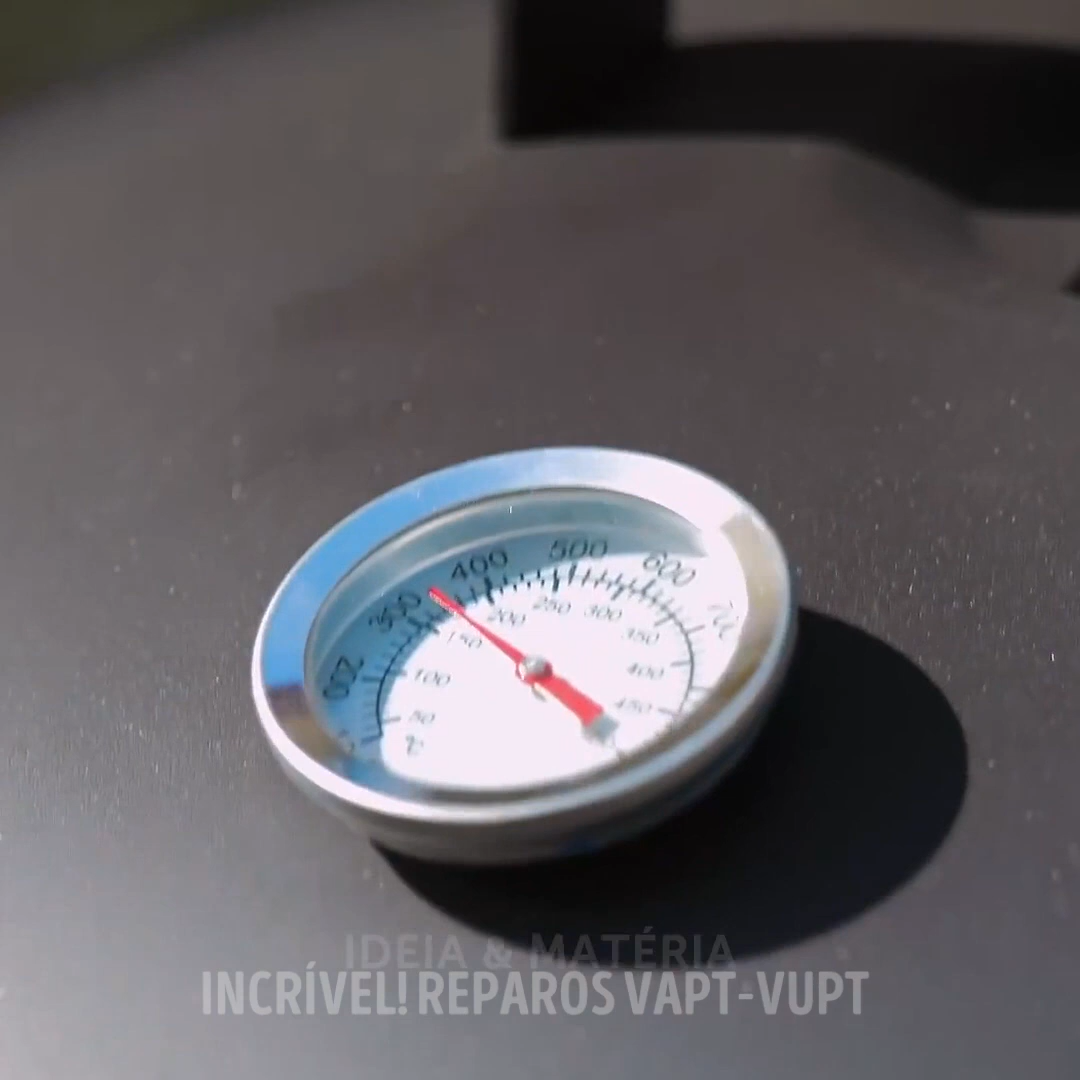 400 500 600
300
200
250 300
200 350
150
100 400
50 450
°C
IDEIA & MATÉRIA
INCRÍVEL! REPAROS VAPT-VUPT